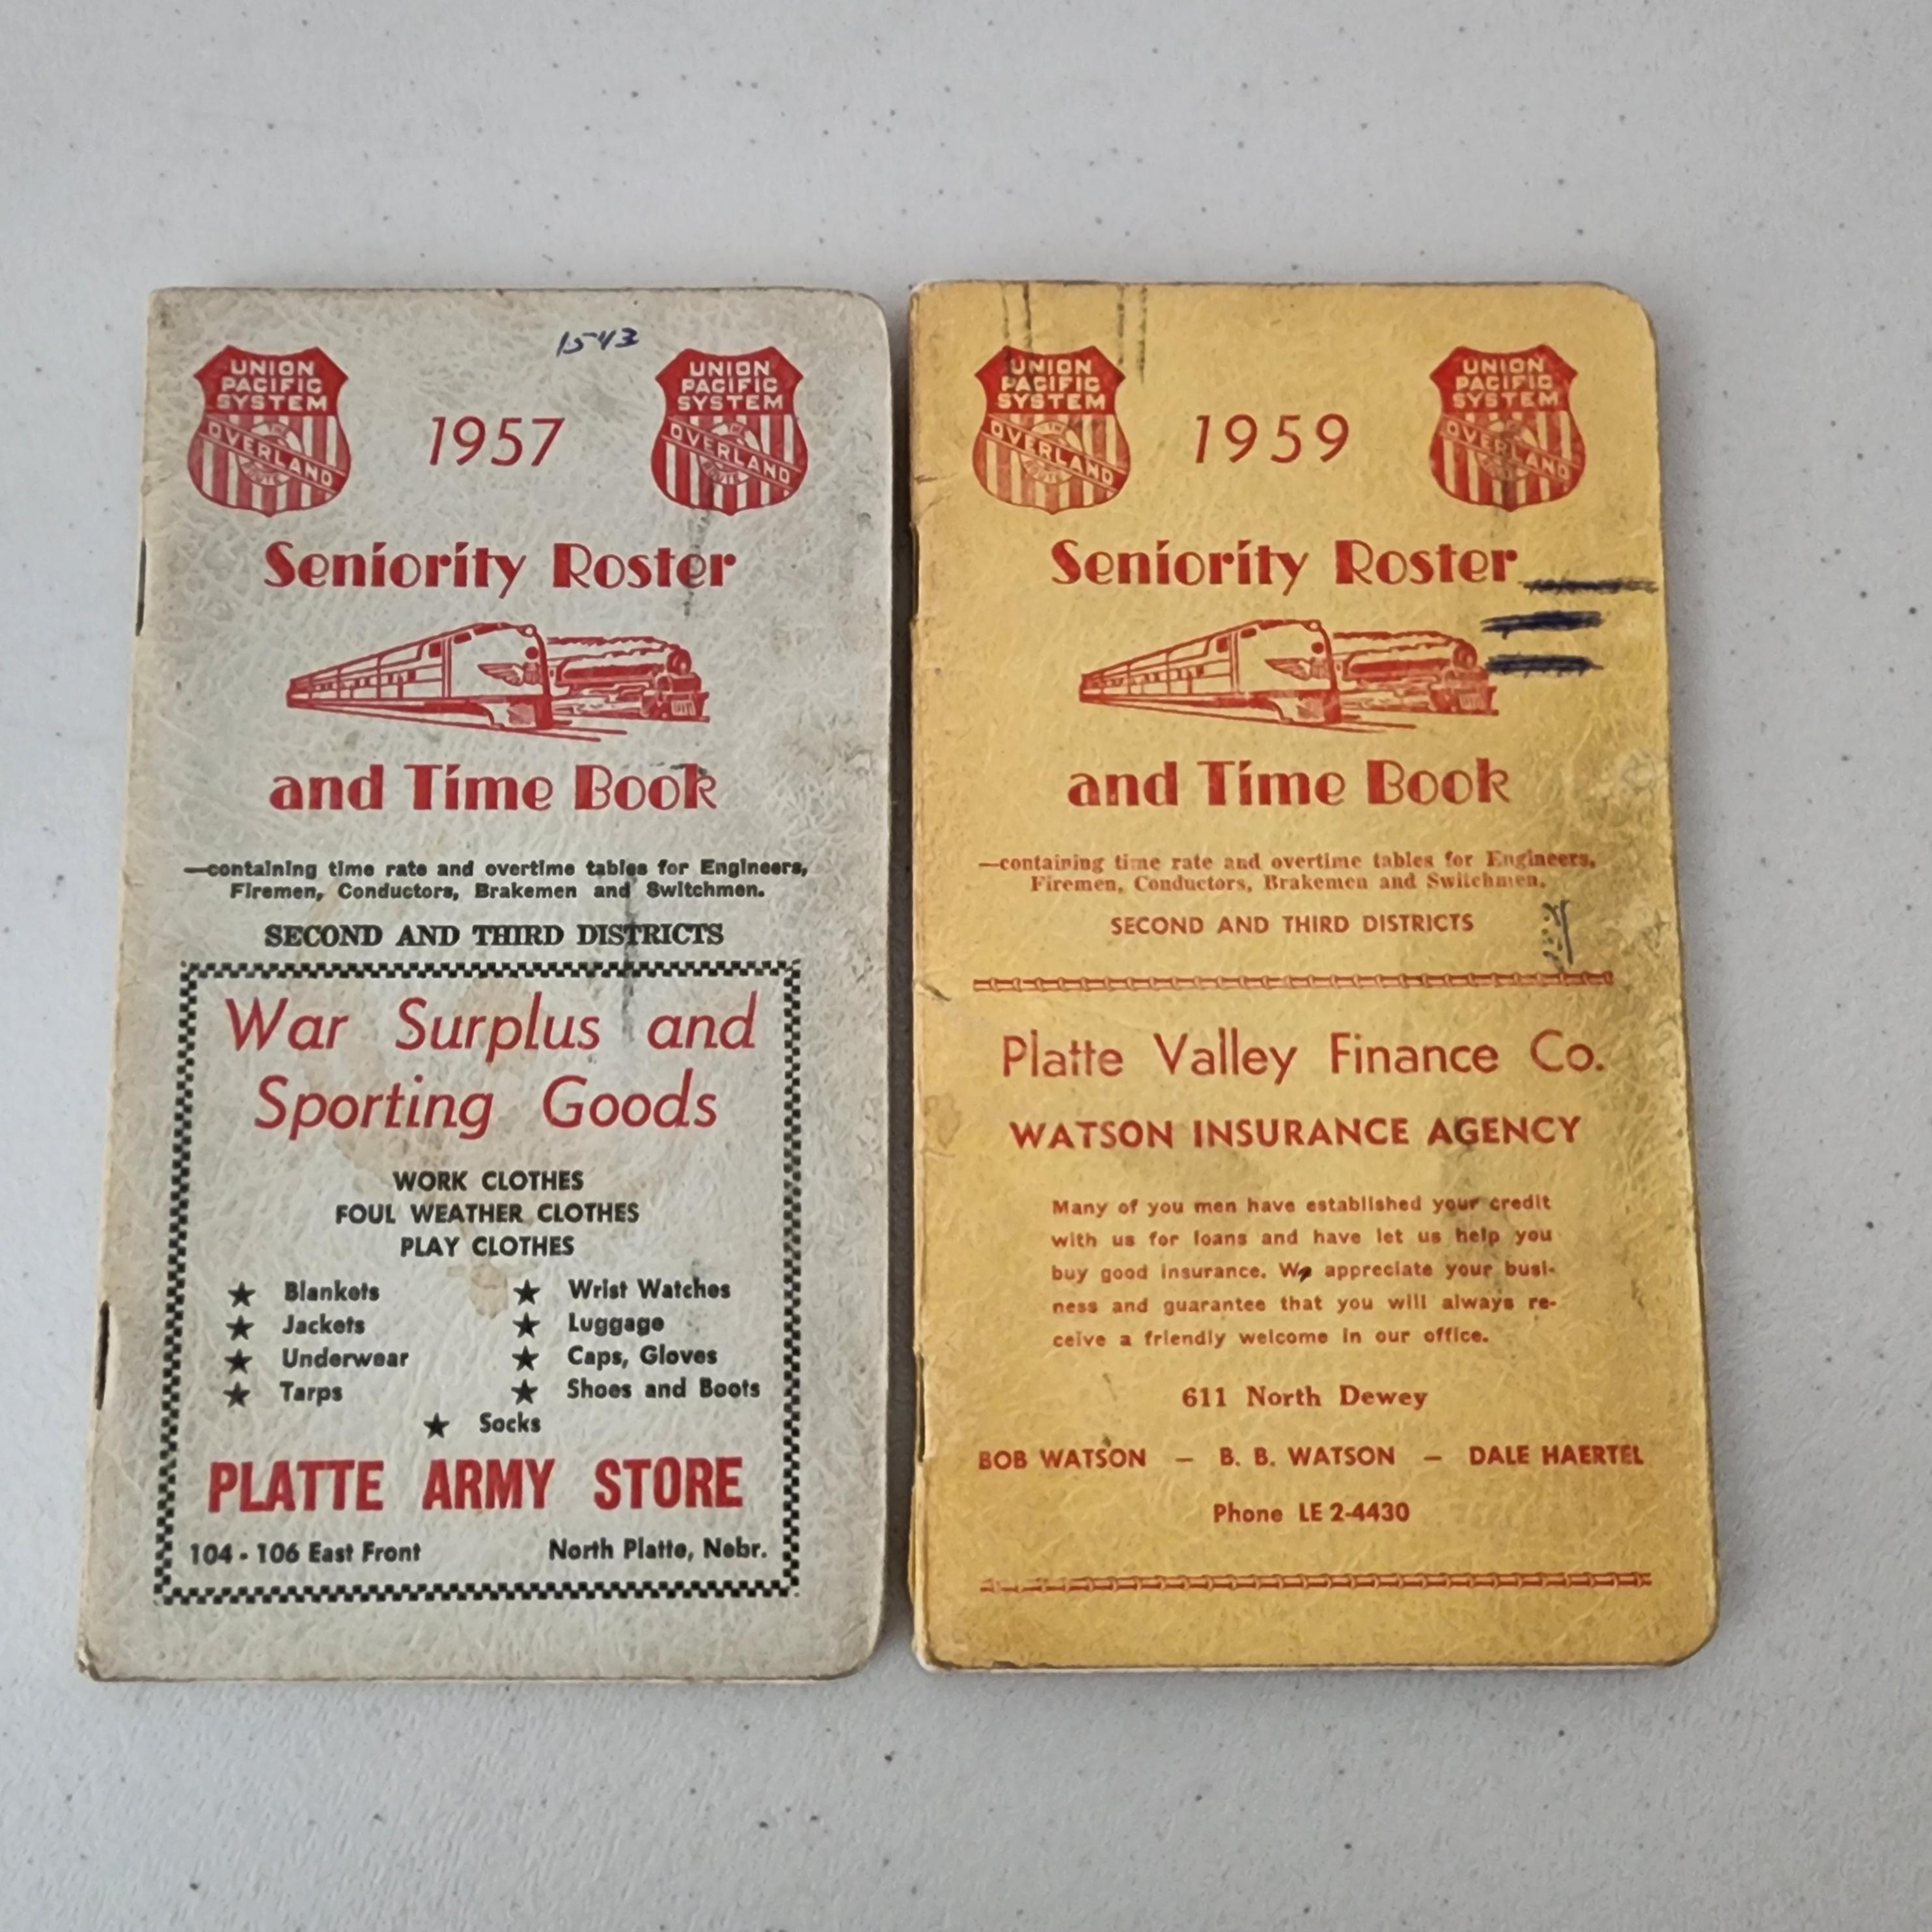 1543
UNION
PACIFIC
SYSTEM
THE
OVERLAND
ROUTE
1957
UNION
PACIFIC
SYSTEM
THE
OVERLAND
ROUTE
Seniority Roster
and Time Book
—containing time rate and overtime tables for Engineers,
Firemen, Conductors, Brakemen and Switchmen.
SECOND AND THIRD DISTRICTS
War Surplus and
Sporting Goods
WORK CLOTHES
FOUL WEATHER CLOTHES
PLAY CLOTHES
★ Blankets ★ Wrist Watches
★ Jackets ★ Luggage
★ Underwear ★ Caps, Gloves
★ Tarps ★ Shoes and Boots
★ Socks
PLATTE ARMY STORE
104 - 106 East Front North Platte, Nebr.
UNION
PACIFIC
SYSTEM
OVERLAND
1959
UNION
PACIFIC
SYSTEM
OVERLAND
Seniority Roster
and Time Book
—containing time rate and overtime tables for Engineers,
Firemen, Conductors, Brakemen and Switchmen.
SECOND AND THIRD DISTRICTS
Platte Valley Finance Co.
WATSON INSURANCE AGENCY
Many of you men have established your credit
with us for loans and have let us help you
buy good insurance. We appreciate your busi-
ness and guarantee that you will always re-
ceive a friendly welcome in our office.
611 North Dewey
BOB WATSON — B. B. WATSON — DALE HAERTEL
Phone LE 2-4430